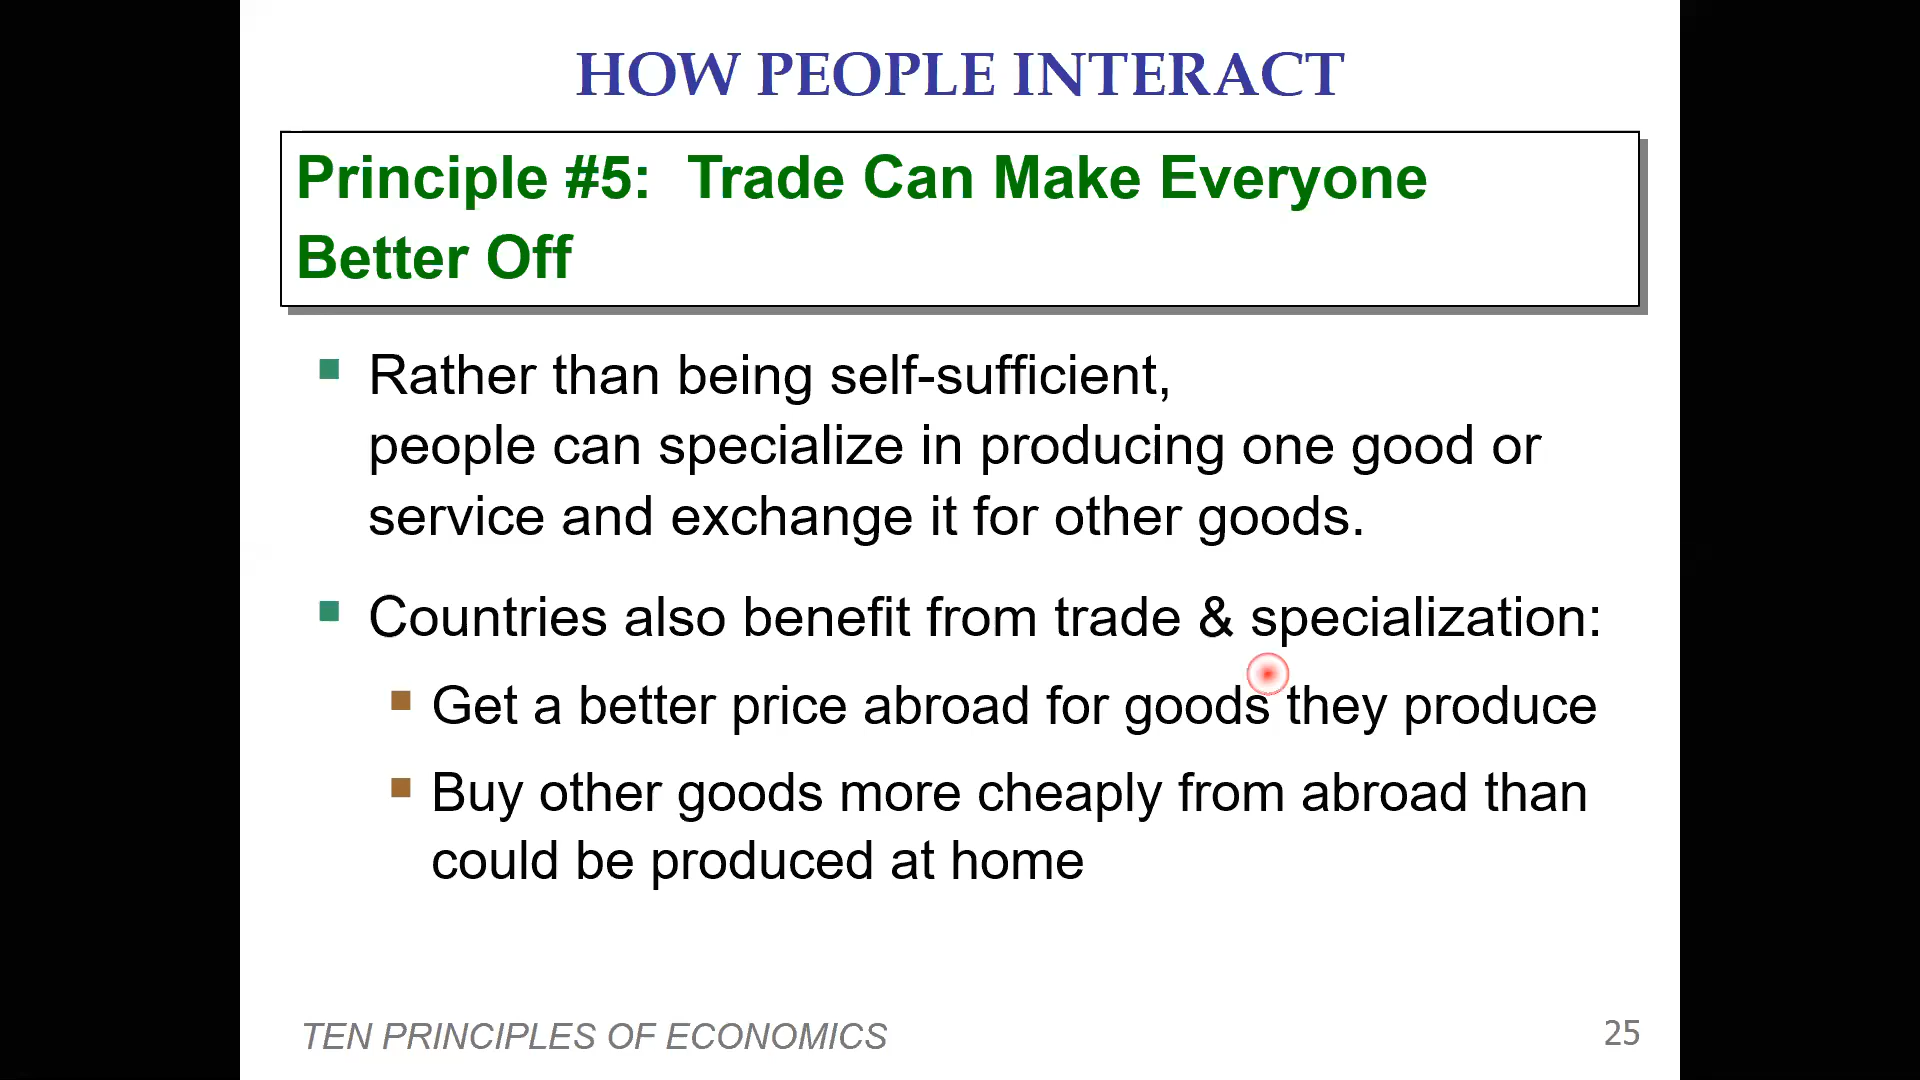 HOW PEOPLE INTERACT
Principle #5: Trade Can Make Everyone
Better Off
Rather than being self-sufficient,
people can specialize in producing one good or
service and exchange it for other goods.
Countries also benefit from trade & specialization:
Get a better price abroad for goods they produce
Buy other goods more cheaply from abroad than
could be produced at home
TEN PRINCIPLES OF ECONOMICS
25